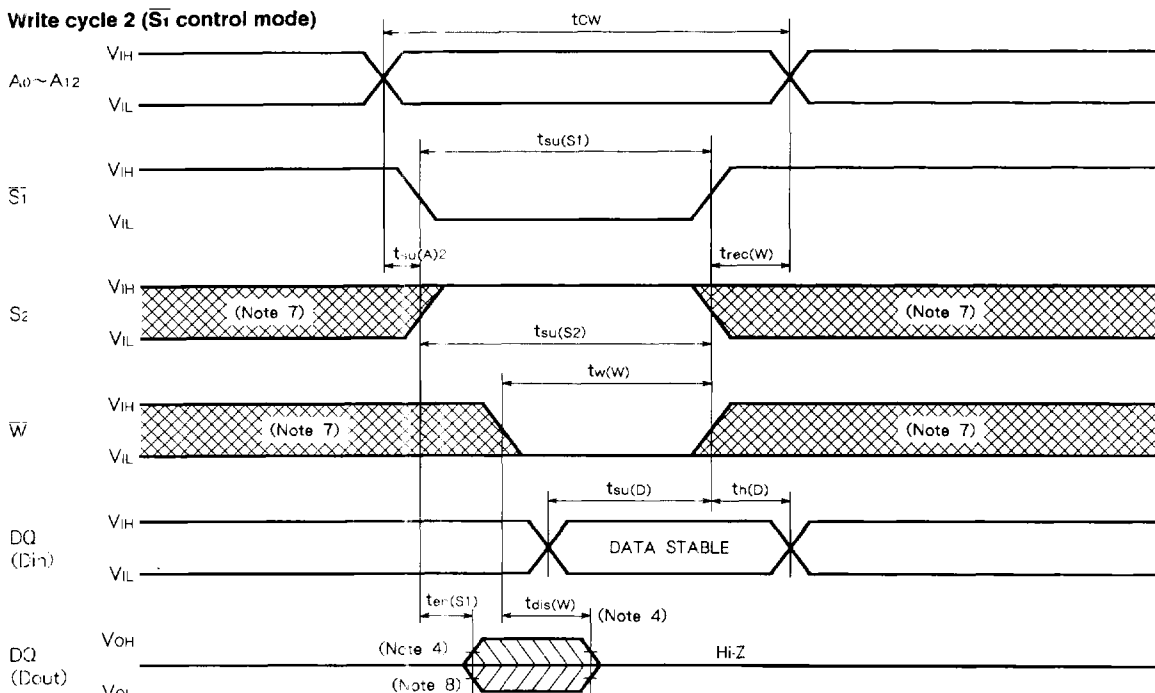 Write cycle 2 (S̅1 control mode)
tCW
VIH
A0~A12
VIL
tsu(S1)
VIH
S̅1
VIL
tsu(A)2
trec(W)
VIH
S2
(Note 7)
(Note 7)
VIL
tsu(S2)
tw(W)
VIH
W̅
(Note 7)
(Note 7)
VIL
tsu(D)
th(D)
VIH
DQ
(Din)
DATA STABLE
VIL
ten(S1)
tdis(W)
(Note 4)
VOH
DQ
(Dout)
(Note 4)
Hi-Z
(Note 8)
VOL